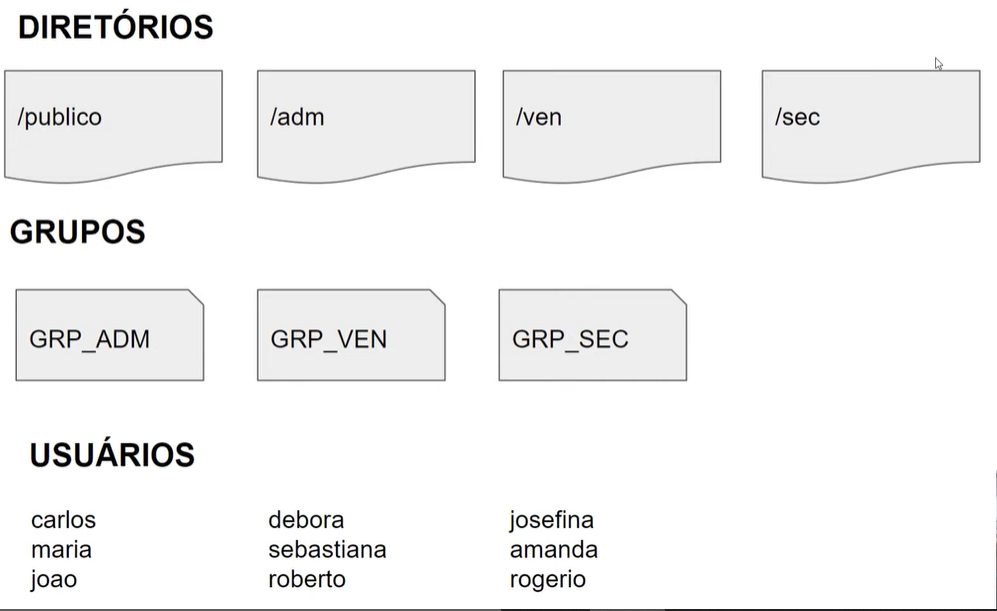 DIRETÓRIOS
/publico
/adm
/ven
/sec
GRUPOS
GRP_ADM
GRP_VEN
GRP_SEC
USUÁRIOS
carlos
maria
joao
debora
sebastiana
roberto
josefina
amanda
rogerio